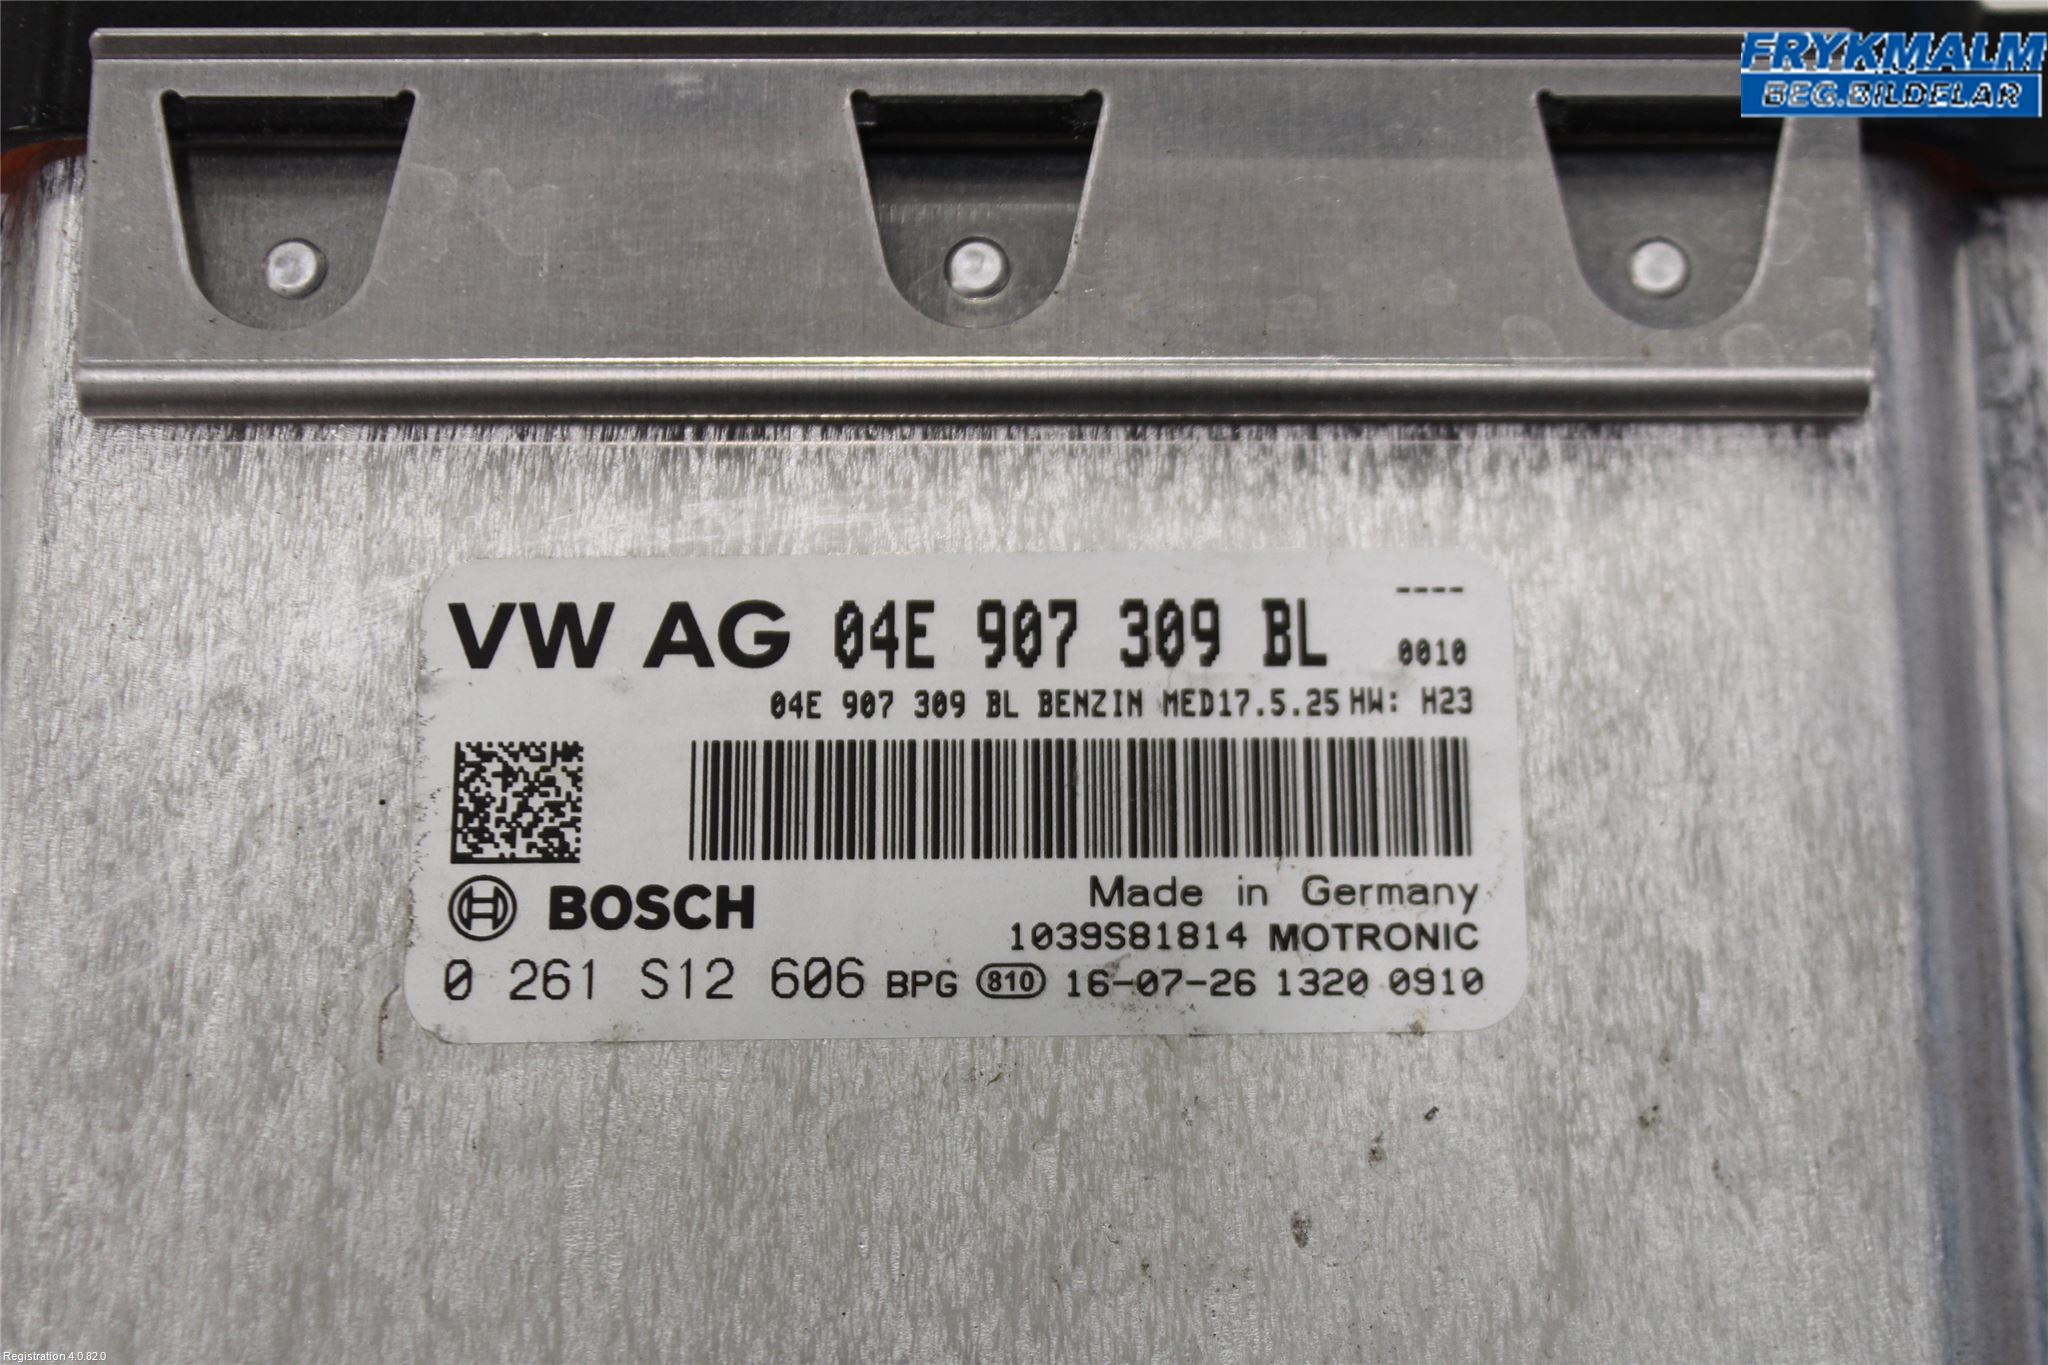 FRYKMALM
BEG.BILDELAR
VW AG 04E 907 309 BL ----
0010
04E 907 309 BL BENZIN MED17.5.25 HW: H23
BOSCH
Made in Germany
1039S81814 MOTRONIC
0 261 S12 606 BPG 810 16-07-26 1320 0910
Registration 4.0.82.0